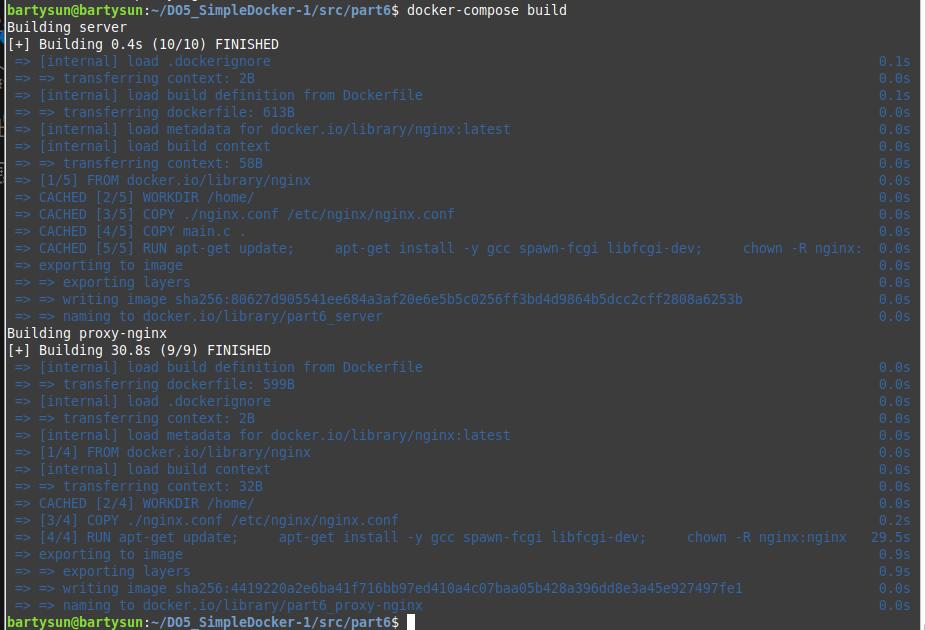 bartysun@bartysun:~/DO5_SimpleDocker-1/src/part6$ docker-compose build
Building server
[+] Building 0.4s (10/10) FINISHED
=> [internal] load .dockerignore 0.1s
=> => transferring context: 2B 0.0s
=> [internal] load build definition from Dockerfile 0.1s
=> => transferring dockerfile: 613B 0.0s
=> [internal] load metadata for docker.io/library/nginx:latest 0.0s
=> [internal] load build context 0.0s
=> => transferring context: 58B 0.0s
=> [1/5] FROM docker.io/library/nginx 0.0s
=> CACHED [2/5] WORKDIR /home/ 0.0s
=> CACHED [3/5] COPY ./nginx.conf /etc/nginx/nginx.conf 0.0s
=> CACHED [4/5] COPY main.c . 0.0s
=> CACHED [5/5] RUN apt-get update;     apt-get install -y gcc spawn-fcgi libfcgi-dev;     chown -R nginx: 0.0s
=> exporting to image 0.0s
=> => exporting layers 0.0s
=> => writing image sha256:80627d905541ee684a3af20e6e5b5c0256ff3bd4d9864b5dcc2cff2808a6253b 0.0s
=> => naming to docker.io/library/part6_server 0.0s
Building proxy-nginx
[+] Building 30.8s (9/9) FINISHED
=> [internal] load build definition from Dockerfile 0.0s
=> => transferring dockerfile: 599B 0.0s
=> [internal] load .dockerignore 0.0s
=> => transferring context: 2B 0.0s
=> [internal] load metadata for docker.io/library/nginx:latest 0.0s
=> [1/4] FROM docker.io/library/nginx 0.0s
=> [internal] load build context 0.0s
=> => transferring context: 32B 0.0s
=> CACHED [2/4] WORKDIR /home/ 0.0s
=> [3/4] COPY ./nginx.conf /etc/nginx/nginx.conf 0.2s
=> [4/4] RUN apt-get update;     apt-get install -y gcc spawn-fcgi libfcgi-dev;     chown -R nginx:nginx 29.5s
=> exporting to image 0.9s
=> => exporting layers 0.9s
=> => writing image sha256:4419220a2e6ba41f716bb97ed410a4c07baa05b428a396dd8e3a45e927497fe1 0.0s
=> => naming to docker.io/library/part6_proxy-nginx 0.0s
bartysun@bartysun:~/DO5_SimpleDocker-1/src/part6$